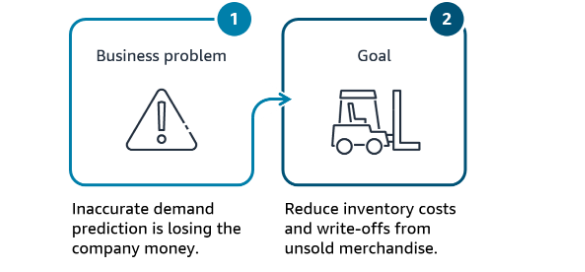 1
Business problem
Inaccurate demand
prediction is losing the
company money.
2
Goal
Reduce inventory costs
and write-offs from
unsold merchandise.